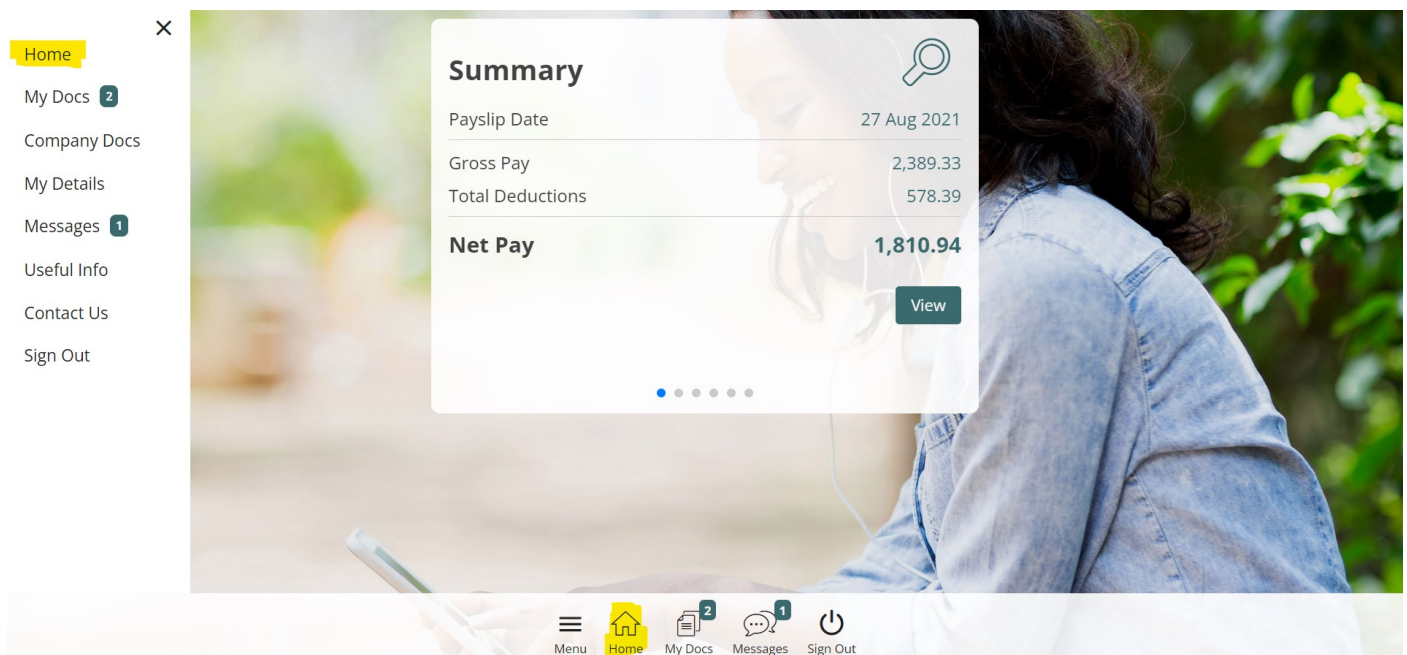 Home
My Docs 2
Company Docs
My Details
Messages 1
Useful Info
Contact Us
Sign Out
Summary
Payslip Date 27 Aug 2021
Gross Pay 2,389.33
Total Deductions 578.39
Net Pay 1,810.94
View
2 1
Menu Home My Docs Messages Sign Out